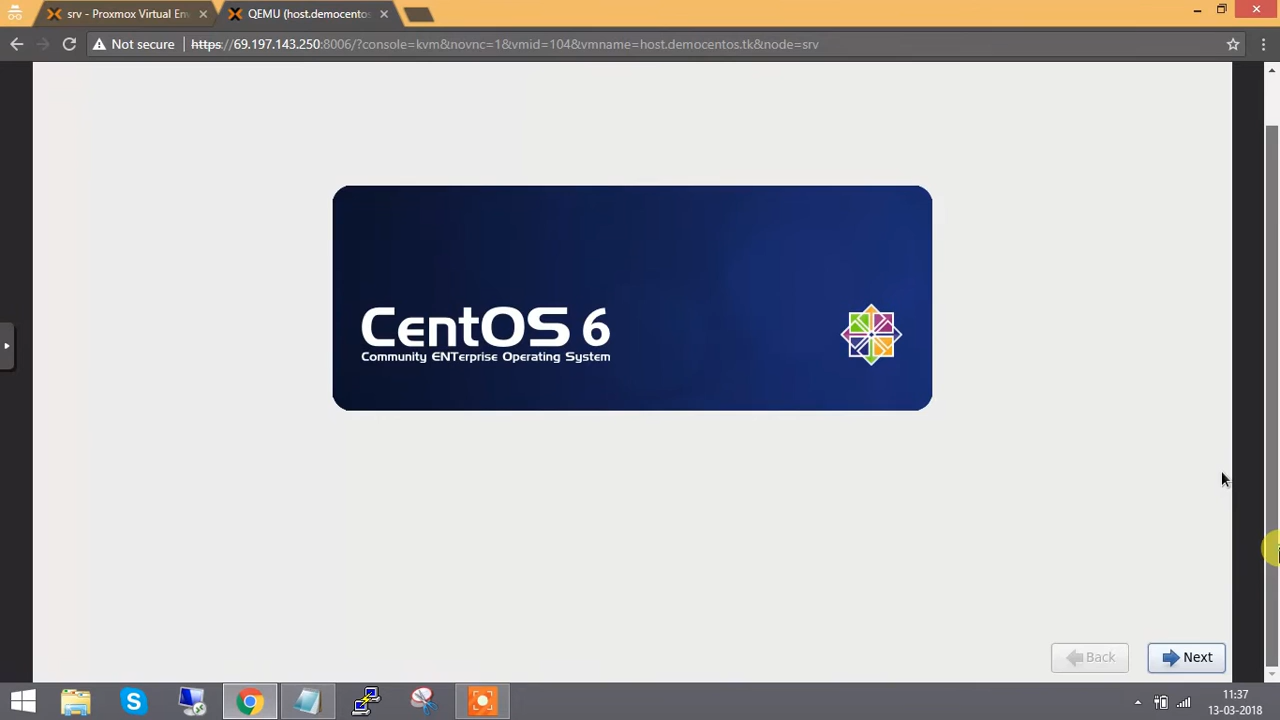 srv - Proxmox Virtual Env
QEMU (host.democentos
Not secure
https://69.197.143.250:8006/?console=kvm&novnc=1&vmid=104&vmname=host.democentos.tk&node=srv
CentOS 6
Community ENTerprise Operating System
Back
Next
11:37
13-03-2018